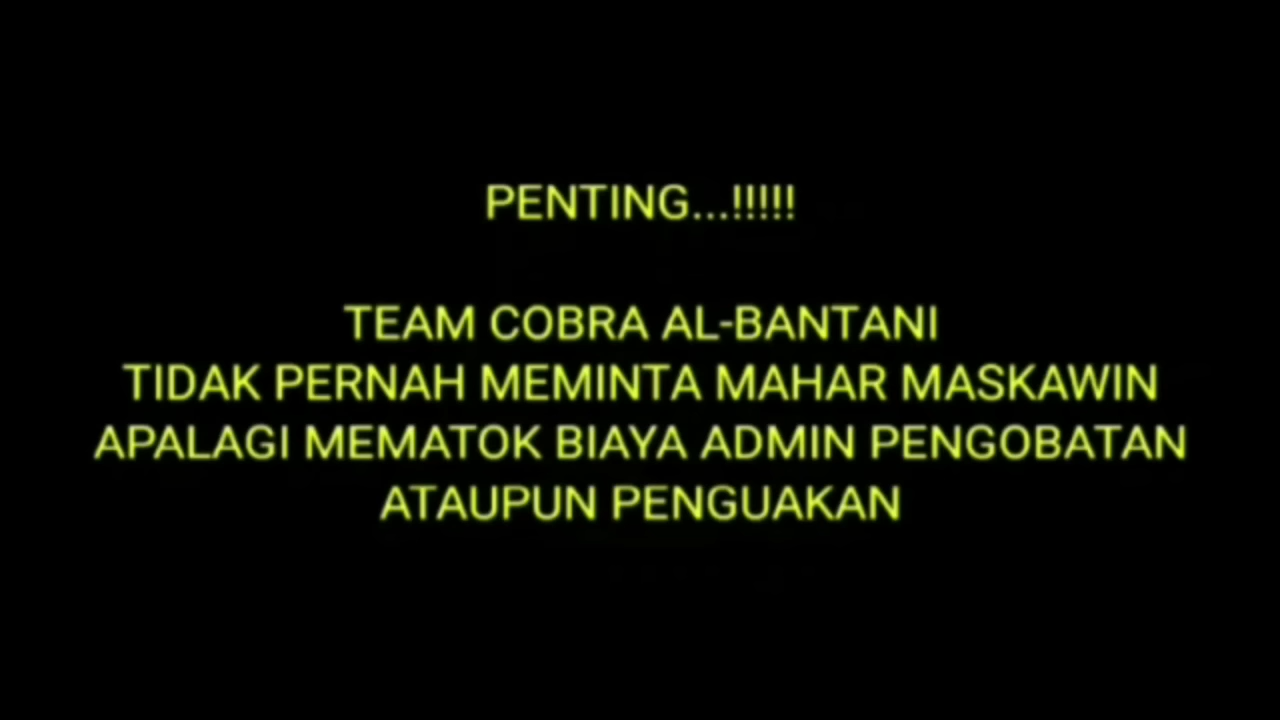 PENTING...!!!!!
TEAM COBRA AL-BANTANI
TIDAK PERNAH MEMINTA MAHAR MASKAWIN
APALAGI MEMATOK BIAYA ADMIN PENGOBATAN
ATAUPUN PENGUAKAN